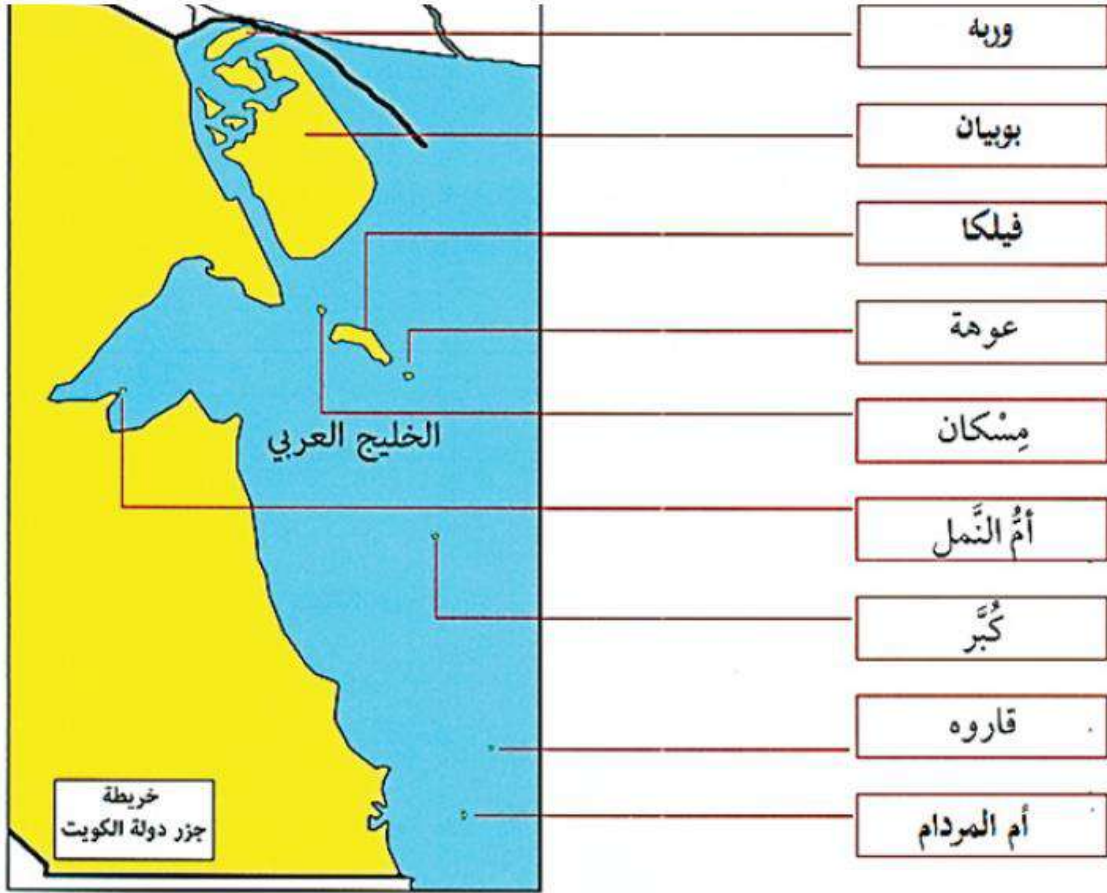 وربه
بوبيان
فيلكا
عوهة
مِسْكان
أمُّ النَّمل
كُبَّر
قاروه
أم المردام
الخليج العربي
خريطة
جزر دولة الكويت